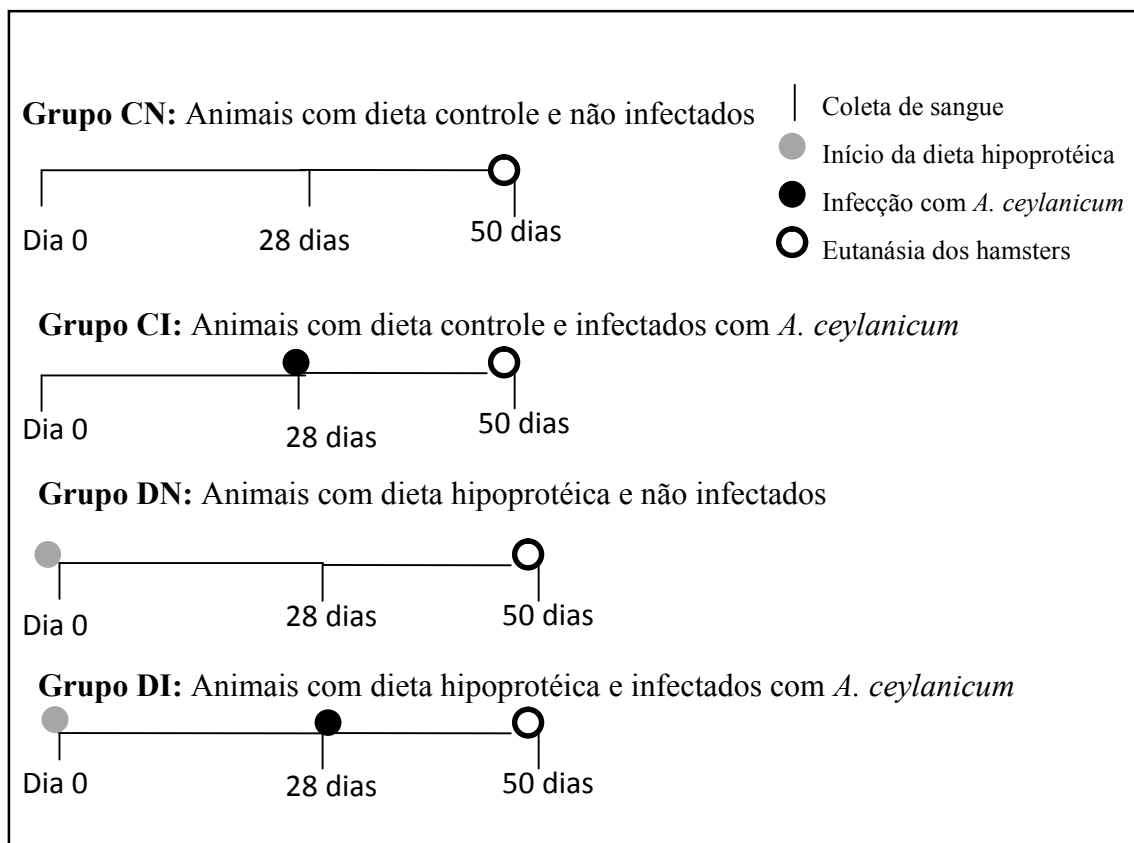 Grupo CN: Animais com dieta controle e não infectados
Dia 0
28 dias
50 dias
Coleta de sangue
Início da dieta hipoprotéica
Infecção com A. ceylanicum
Eutanásia dos hamsters
Grupo CI: Animais com dieta controle e infectados com A. ceylanicum
Dia 0
28 dias
50 dias
Grupo DN: Animais com dieta hipoprotéica e não infectados
Dia 0
28 dias
50 dias
Grupo DI: Animais com dieta hipoprotéica e infectados com A. ceylanicum
Dia 0
28 dias
50 dias